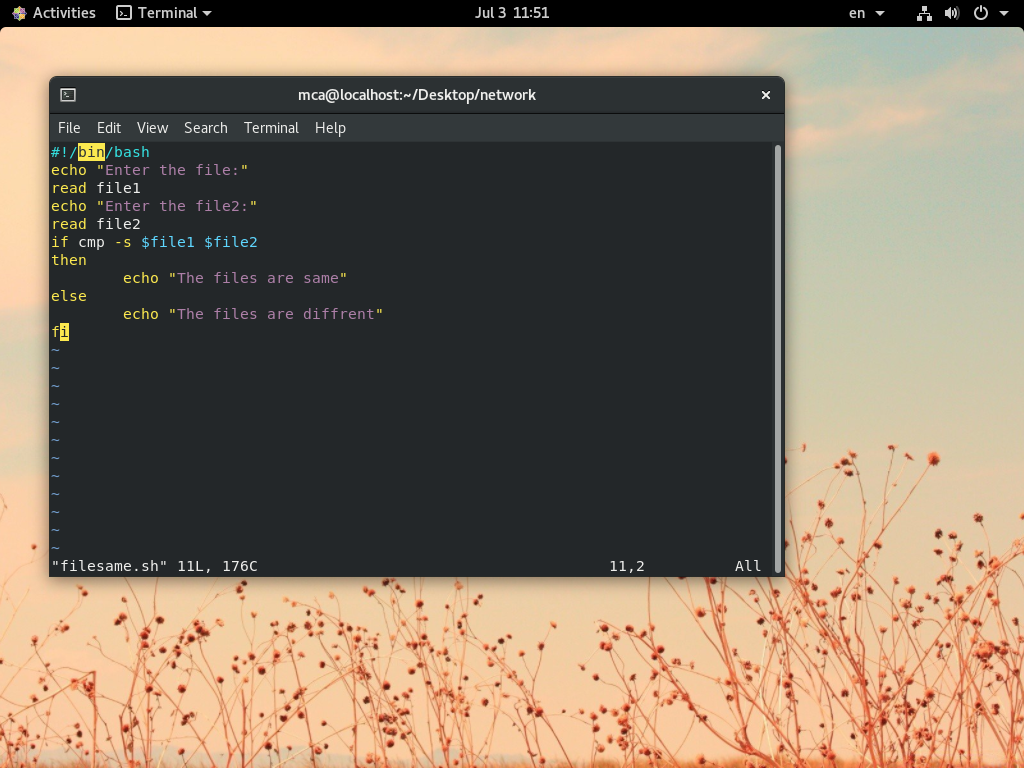 Activities Terminal Jul 3 11:51 en
mca@localhost:~/Desktop/network
File Edit View Search Terminal Help
#!/bin/bash
echo "Enter the file:"
read file1
echo "Enter the file2:"
read file2
if cmp -s $file1 $file2
then
        echo "The files are same"
else
        echo "The files are diffrent"
fi
~
~
~
~
~
~
~
~
~
~
~
~
"filesame.sh" 11L, 176C 11,2 All